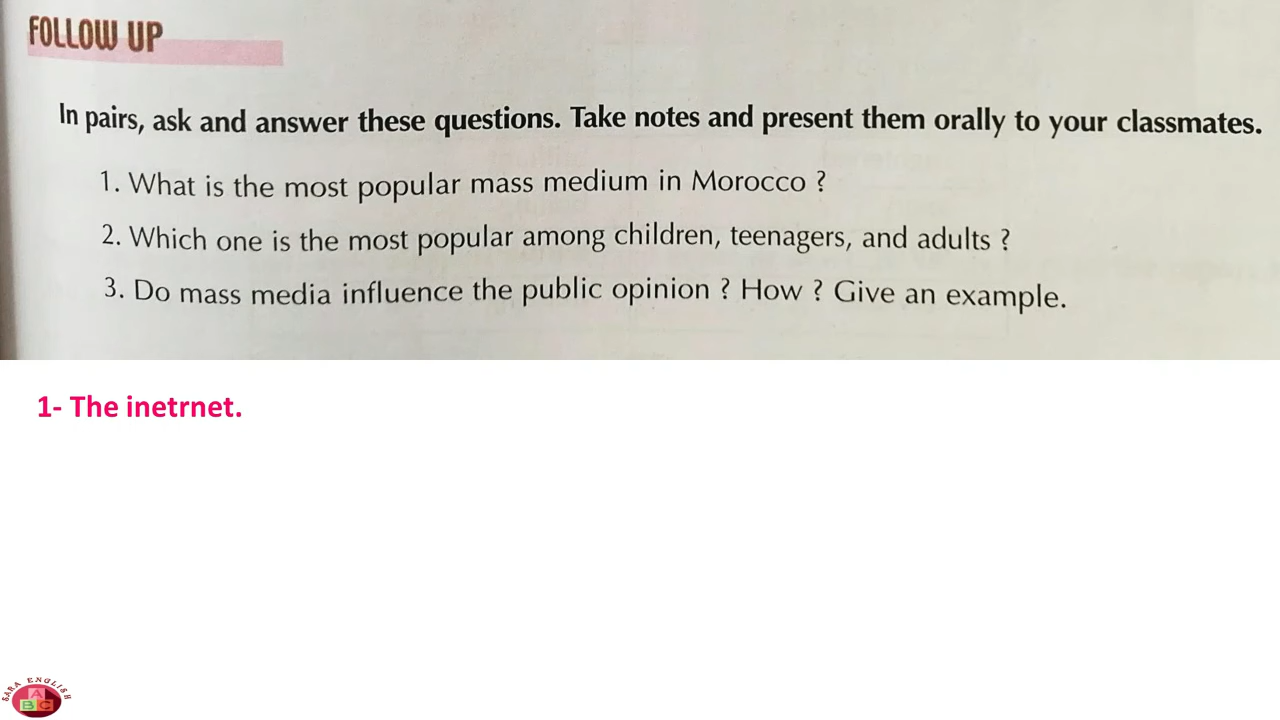 FOLLOW UP
In pairs, ask and answer these questions. Take notes and present them orally to your classmates.
1. What is the most popular mass medium in Morocco ?
2. Which one is the most popular among children, teenagers, and adults ?
3. Do mass media influence the public opinion ? How ? Give an example.
1- The inetrnet.
SARA ENGLISH
A
B C